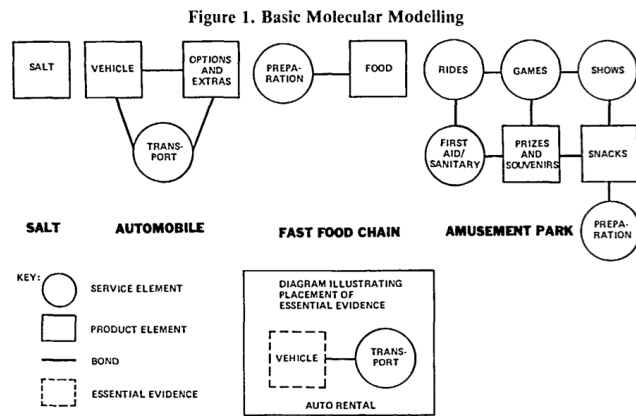 Figure 1. Basic Molecular Modelling
SALT
VEHICLE
OPTIONS
AND
EXTRAS
TRANS-
PORT
PREPA-
RATION
FOOD
RIDES
GAMES
SHOWS
FIRST
AID/
SANITARY
PRIZES
AND
SOUVENIRS
SNACKS
PREPA-
RATION
SALT
AUTOMOBILE
FAST FOOD CHAIN
AMUSEMENT PARK
KEY:
SERVICE ELEMENT
PRODUCT ELEMENT
BOND
ESSENTIAL EVIDENCE
DIAGRAM ILLUSTRATING
PLACEMENT OF
ESSENTIAL EVIDENCE
VEHICLE
TRANS-
PORT
AUTO RENTAL